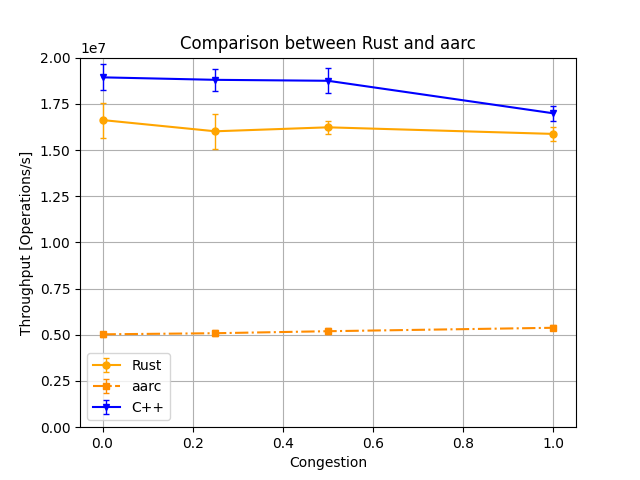 Comparison between Rust and aarc
1e7
2.00
1.75
1.50
1.25
1.00
0.75
0.50
0.25
0.00
Throughput [Operations/s]
Rust
aarc
C++
0.0 0.2 0.4 0.6 0.8 1.0
Congestion